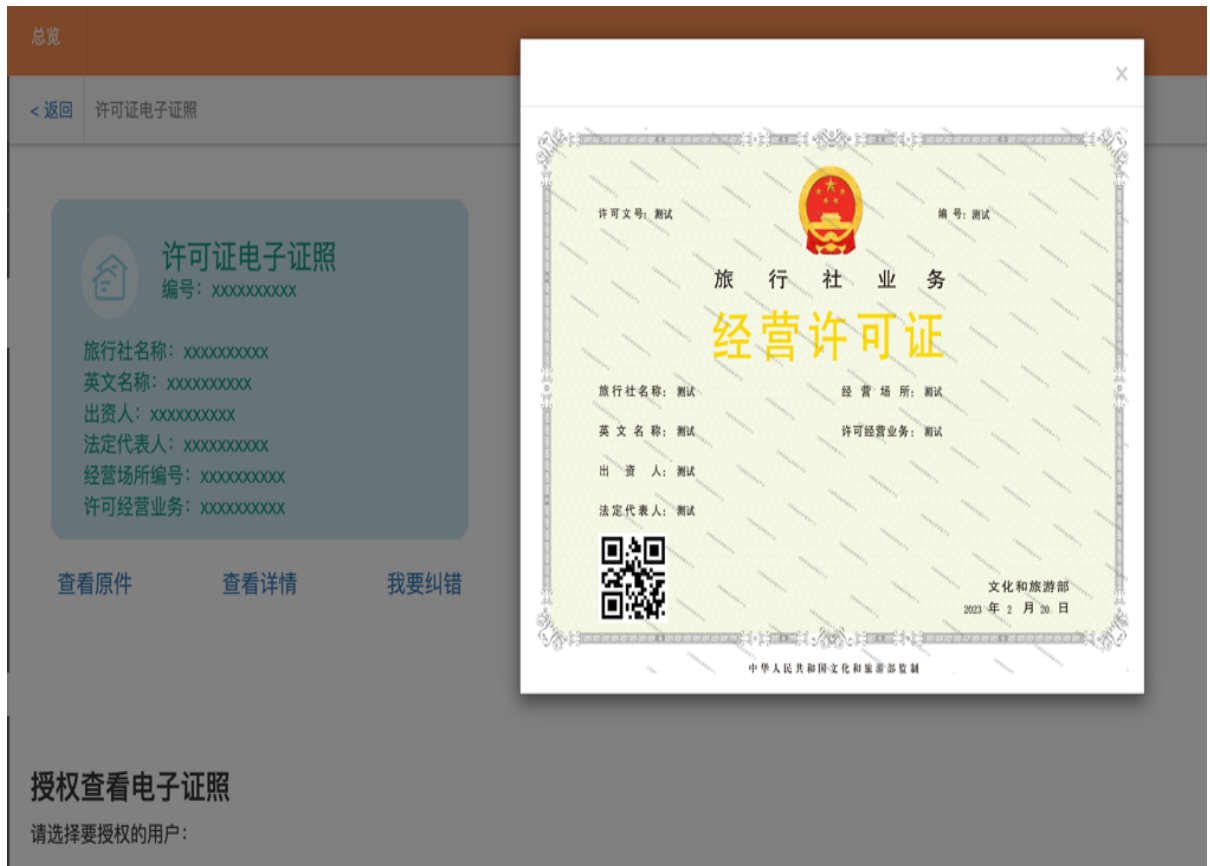 总览
< 返回 许可证电子证照
许可证电子证照
编号：xxxxxxxxxx
旅行社名称：xxxxxxxxxx
英文名称：xxxxxxxxxx
出资人：xxxxxxxxxx
法定代表人：xxxxxxxxxx
经营场所编号：xxxxxxxxxx
许可经营业务：xxxxxxxxxx
查看原件 查看详情 我要纠错
授权查看电子证照
请选择要授权的用户：
×
许可文号：测试 编 号：测试
旅 行 社 业 务
经营许可证
旅行社名称：测试 经 营 场 所：测试
英 文 名 称：测试 许可经营业务：测试
出 资 人：测试
法定代表人：测试
文化和旅游部
2023 年 2 月 20 日
中华人民共和国文化和旅游部监制